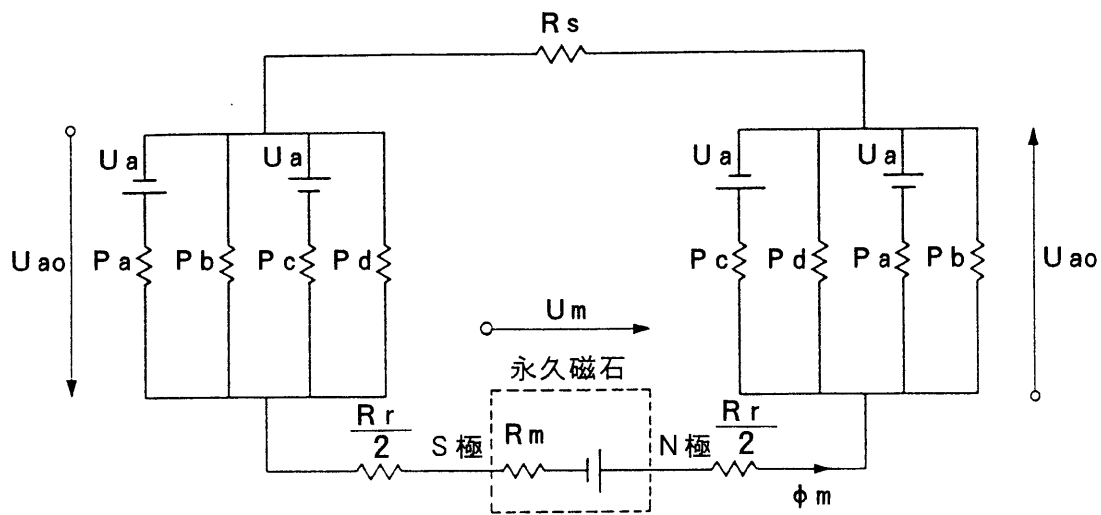 Rs
Ua Ua Ua Ua
Uao Pa Pb Pc Pd Pc Pd Pa Pb Uao
Um
永久磁石
Rr/2 S極 Rm N極 Rr/2
φm